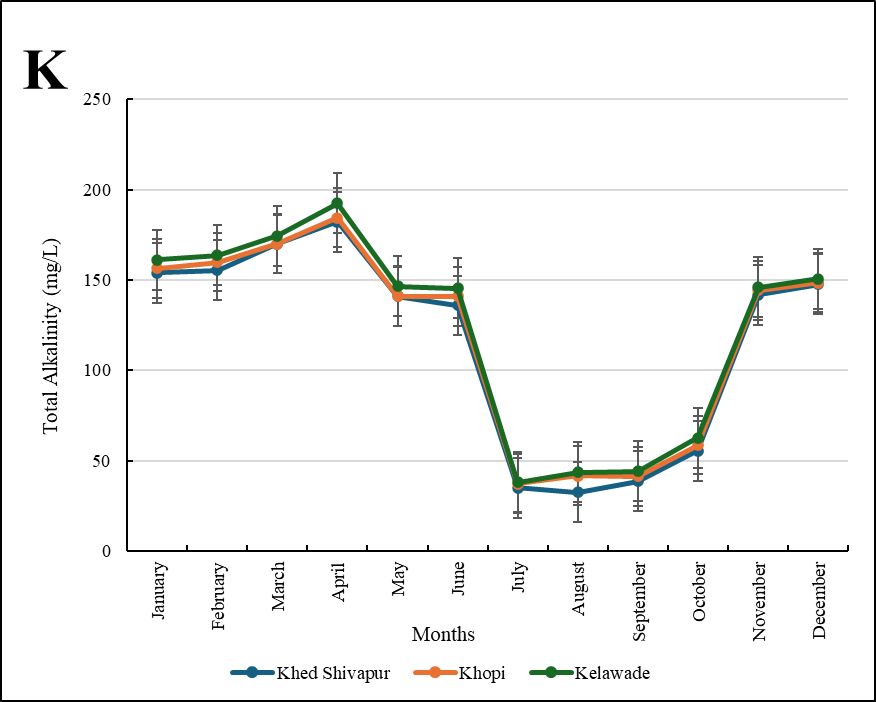 K
250
200
150
100
50
0
Total Alkalinity (mg/L)
January
February
March
April
May
June
July
August
September
October
November
December
Months
Khed Shivapur
Khopi
Kelawade